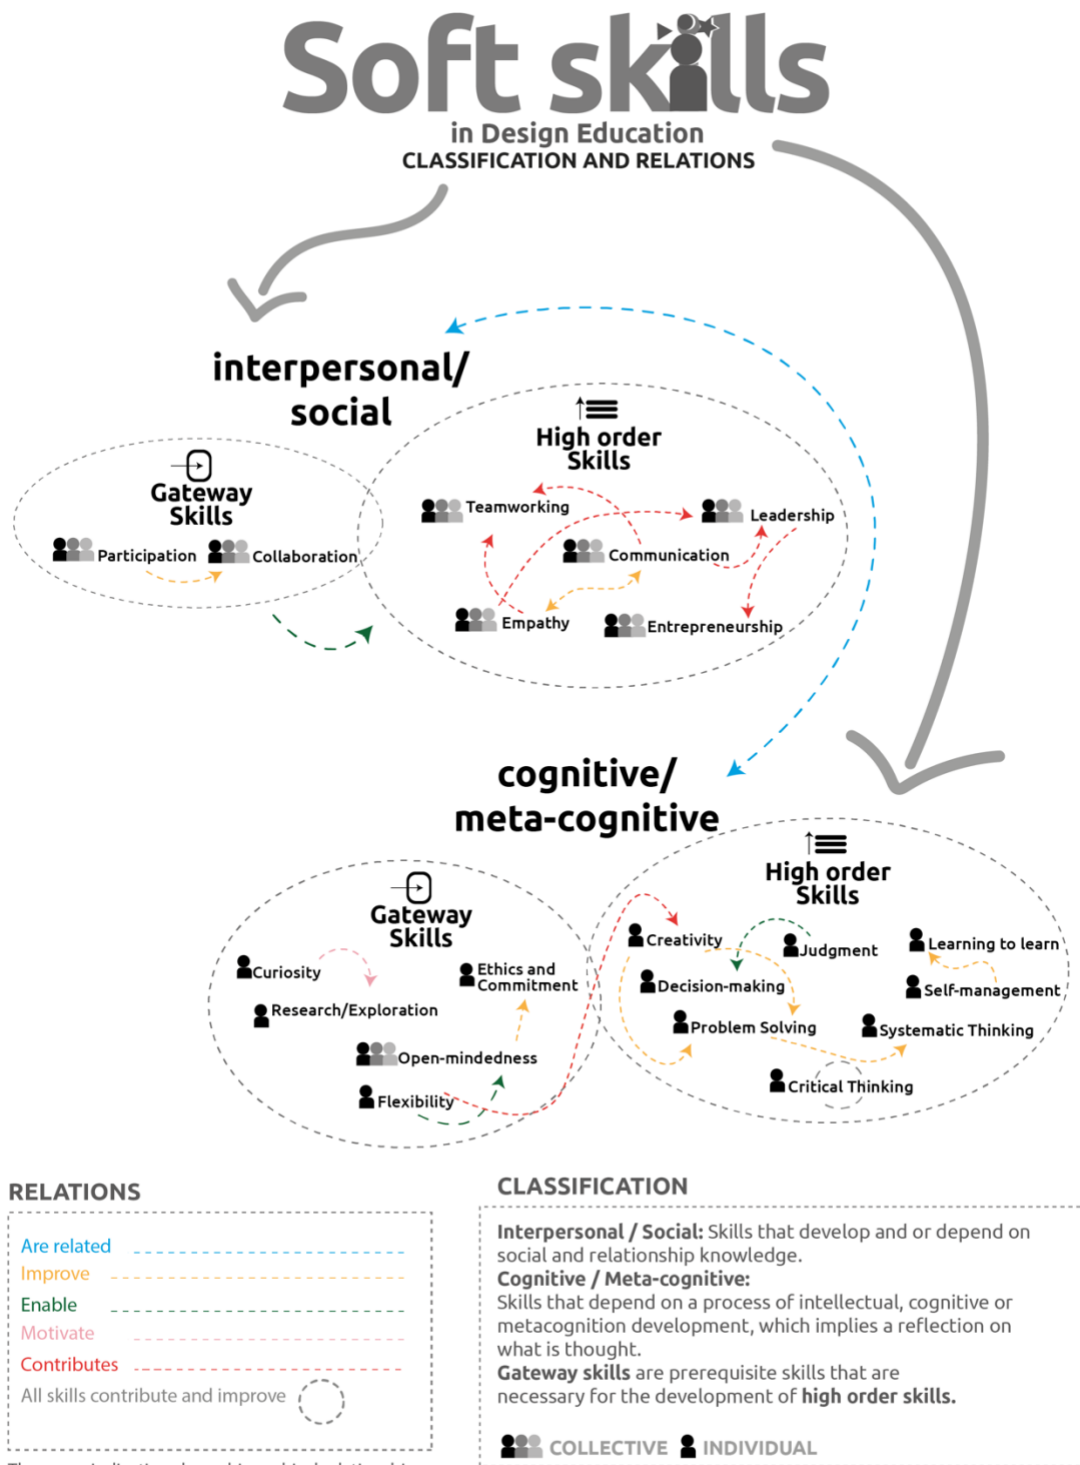 Soft skills
in Design Education
CLASSIFICATION AND RELATIONS
interpersonal/
social
Gateway
Skills
Participation
Collaboration
High order
Skills
Teamworking
Leadership
Communication
Empathy
Entrepreneurship
cognitive/
meta-cognitive
Gateway
Skills
Curiosity
Ethics and
Commitment
Research/Exploration
Open-mindedness
Flexibility
High order
Skills
Creativity
Judgment
Learning to learn
Decision-making
Self-management
Problem Solving
Systematic Thinking
Critical Thinking
RELATIONS
Are related
Improve
Enable
Motivate
Contributes
All skills contribute and improve
CLASSIFICATION
Interpersonal / Social: Skills that develop and or depend on
social and relationship knowledge.
Cognitive / Meta-cognitive:
Skills that depend on a process of intellectual, cognitive or
metacognition development, which implies a reflection on
what is thought.
Gateway skills are prerequisite skills that are
necessary for the development of high order skills.
COLLECTIVE INDIVIDUAL